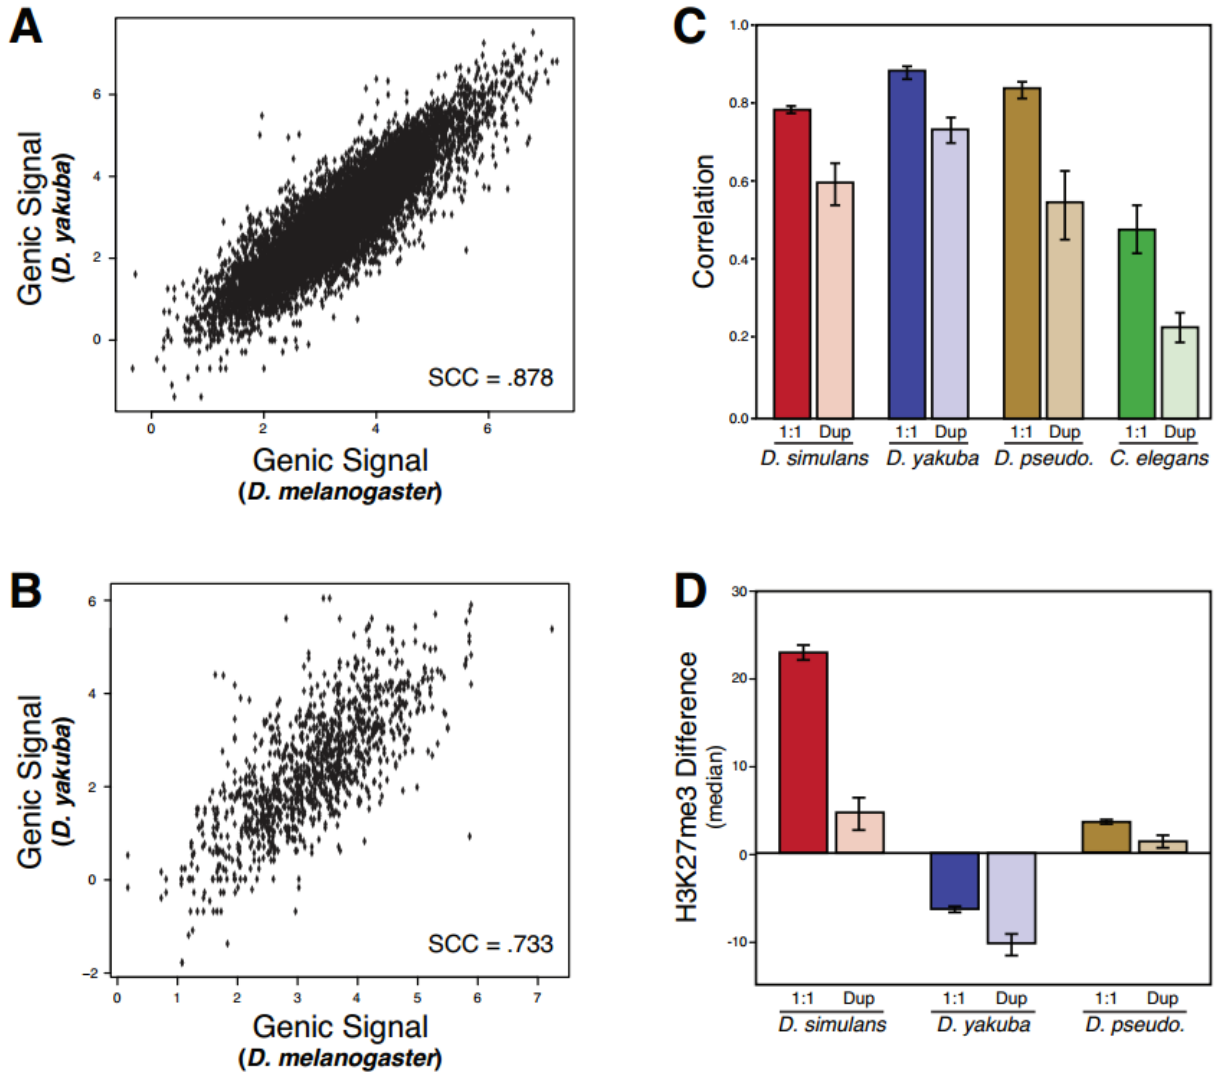 A
Genic Signal
(D. yakuba)
6
4
2
0
SCC = .878
0 2 4 6
Genic Signal
(D. melanogaster)
B
Genic Signal
(D. yakuba)
6
4
2
0
−2
SCC = .733
0 1 2 3 4 5 6 7
Genic Signal
(D. melanogaster)
C
Correlation
1.0
0.8
0.6
0.4
0.2
0.0
1:1 Dup 1:1 Dup 1:1 Dup 1:1 Dup
D. simulans D. yakuba D. pseudo. C. elegans
D
H3K27me3 Difference
(median)
30
20
10
0
-10
1:1 Dup 1:1 Dup 1:1 Dup
D. simulans D. yakuba D. pseudo.